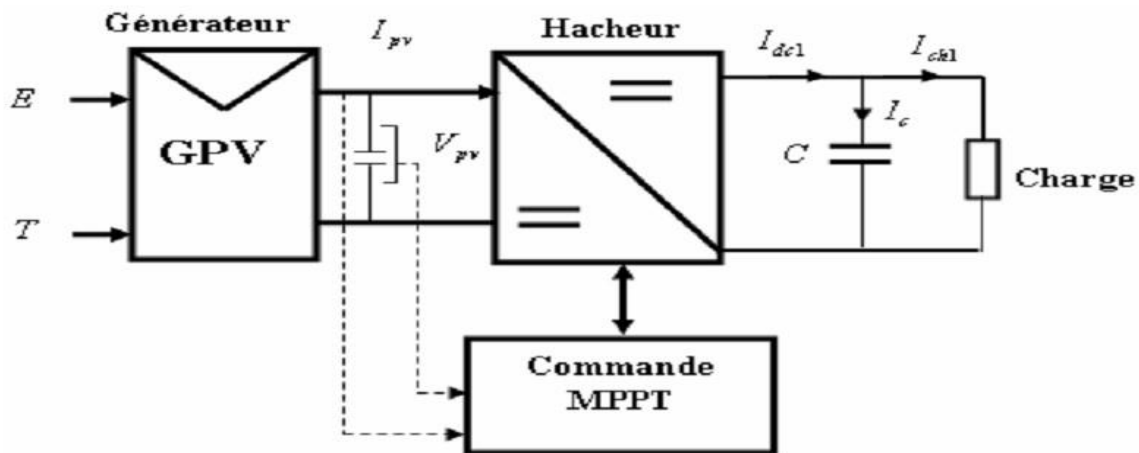 Générateur
I_pv
Hacheur
I_dc1
I_ch1
E
GPV
V_pv
I_c
C
Charge
T
Commande
MPPT